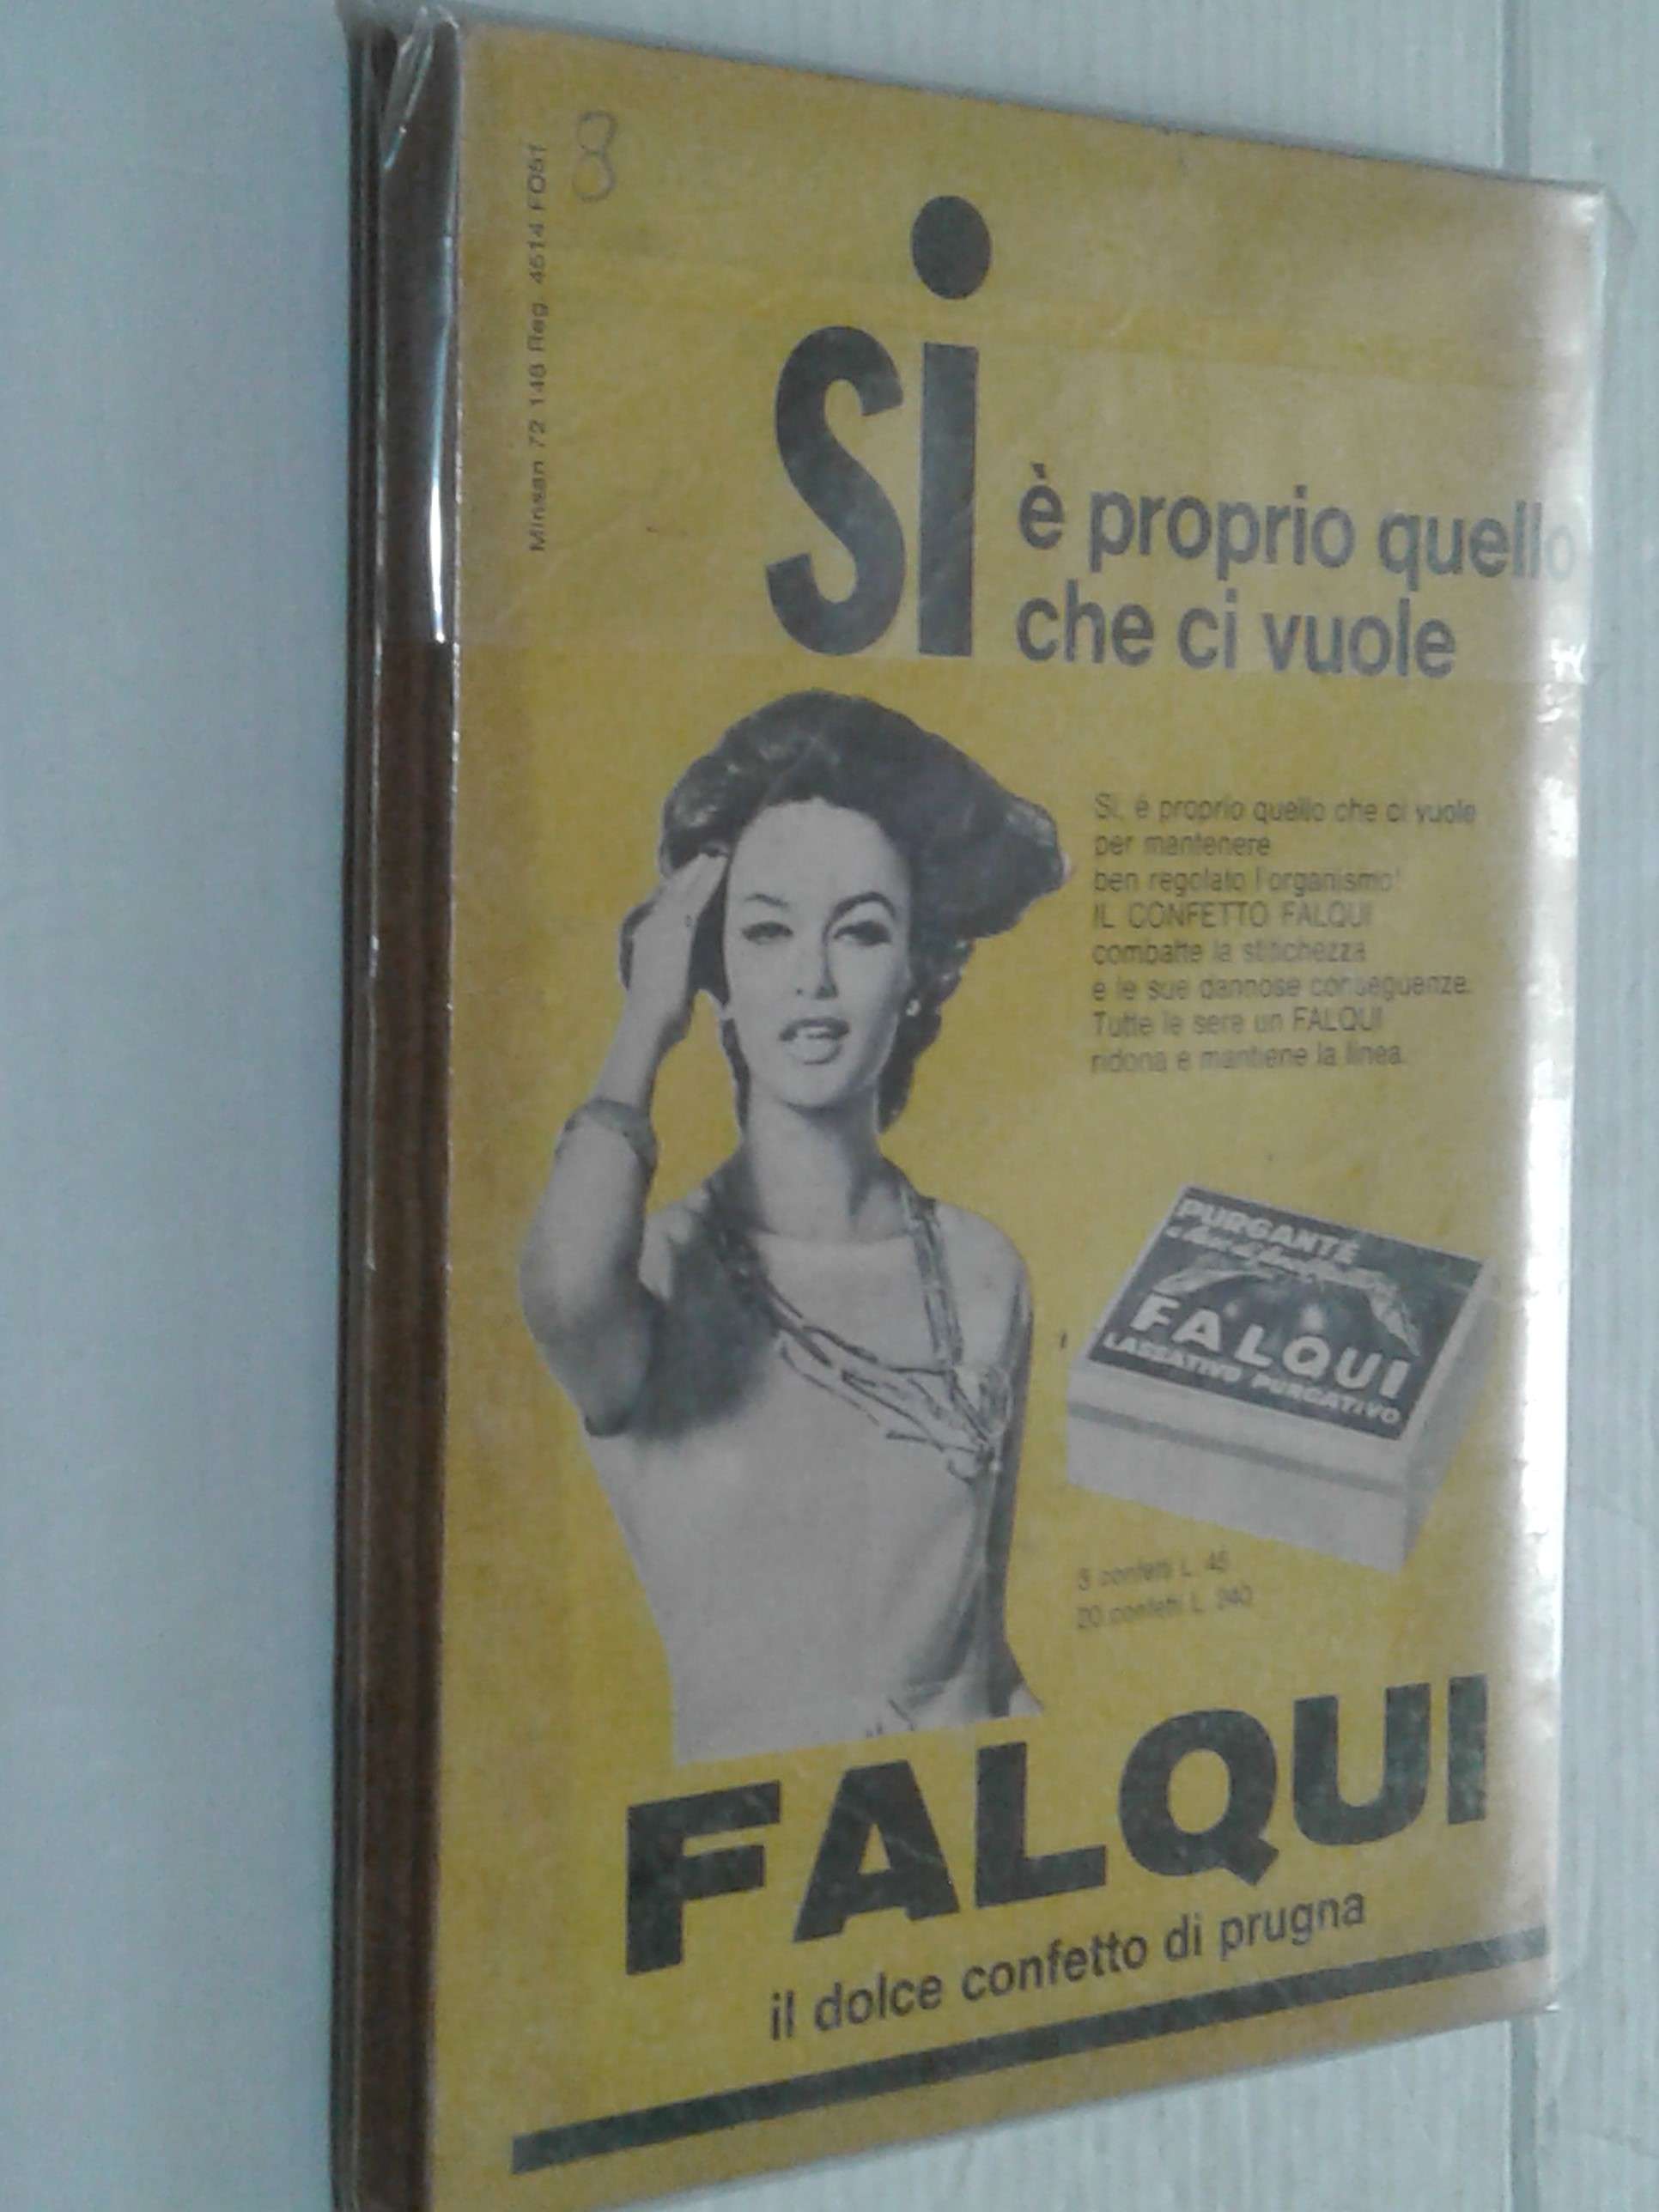 8
Minsan 72 148 Reg. 4514 FO51
Si
è proprio quello
che ci vuole
Si, è proprio quello che ci vuole
per mantenere
ben regolato l'organismo!
IL CONFETTO FALQUI
combatte la stitichezza
e le sue dannose conseguenze.
Tutte le sere un FALQUI
ridona e mantiene la linea.
PURGANTE
FALQUI
LASSATIVO PURGATIVO
3 confetti L. 45
20 confetti L. 240
FALQUI
il dolce confetto di prugna